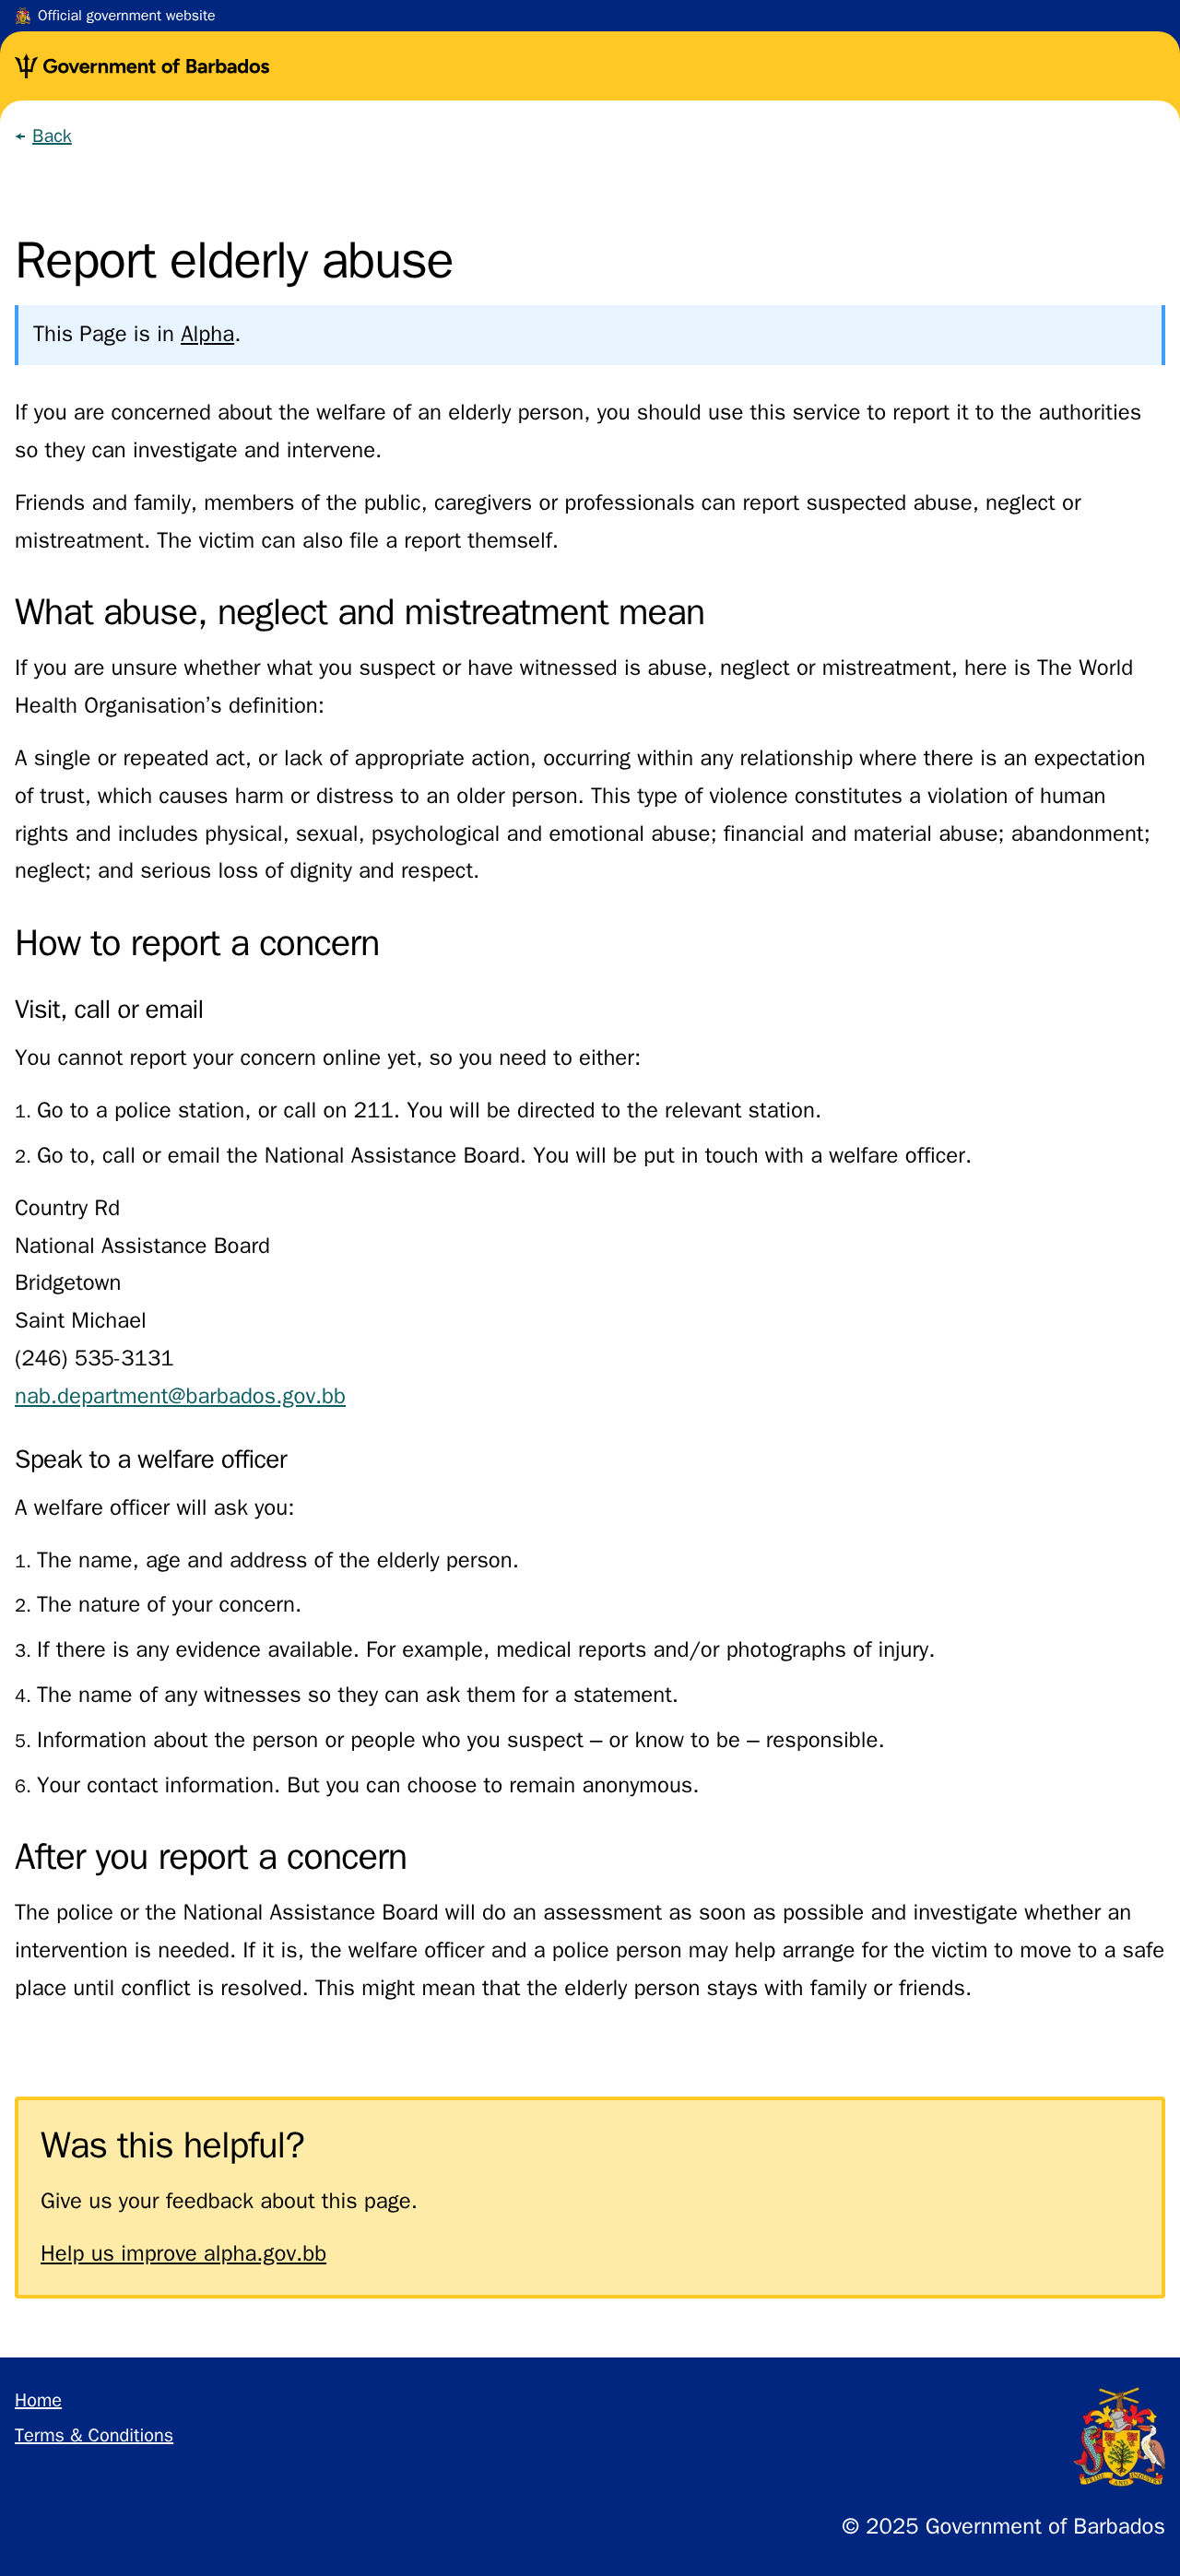 Official government website
Government of Barbados
← Back
Report elderly abuse
This Page is in Alpha.
If you are concerned about the welfare of an elderly person, you should use this service to report it to the authorities
so they can investigate and intervene.
Friends and family, members of the public, caregivers or professionals can report suspected abuse, neglect or
mistreatment. The victim can also file a report themself.
What abuse, neglect and mistreatment mean
If you are unsure whether what you suspect or have witnessed is abuse, neglect or mistreatment, here is The World
Health Organisation’s definition:
A single or repeated act, or lack of appropriate action, occurring within any relationship where there is an expectation
of trust, which causes harm or distress to an older person. This type of violence constitutes a violation of human
rights and includes physical, sexual, psychological and emotional abuse; financial and material abuse; abandonment;
neglect; and serious loss of dignity and respect.
How to report a concern
Visit, call or email
You cannot report your concern online yet, so you need to either:
1. Go to a police station, or call on 211. You will be directed to the relevant station.
2. Go to, call or email the National Assistance Board. You will be put in touch with a welfare officer.
Country Rd
National Assistance Board
Bridgetown
Saint Michael
(246) 535-3131
nab.department@barbados.gov.bb
Speak to a welfare officer
A welfare officer will ask you:
1. The name, age and address of the elderly person.
2. The nature of your concern.
3. If there is any evidence available. For example, medical reports and/or photographs of injury.
4. The name of any witnesses so they can ask them for a statement.
5. Information about the person or people who you suspect – or know to be – responsible.
6. Your contact information. But you can choose to remain anonymous.
After you report a concern
The police or the National Assistance Board will do an assessment as soon as possible and investigate whether an
intervention is needed. If it is, the welfare officer and a police person may help arrange for the victim to move to a safe
place until conflict is resolved. This might mean that the elderly person stays with family or friends.
Was this helpful?
Give us your feedback about this page.
Help us improve alpha.gov.bb
Home
Terms & Conditions
PRIDE AND INDUSTRY
© 2025 Government of Barbados